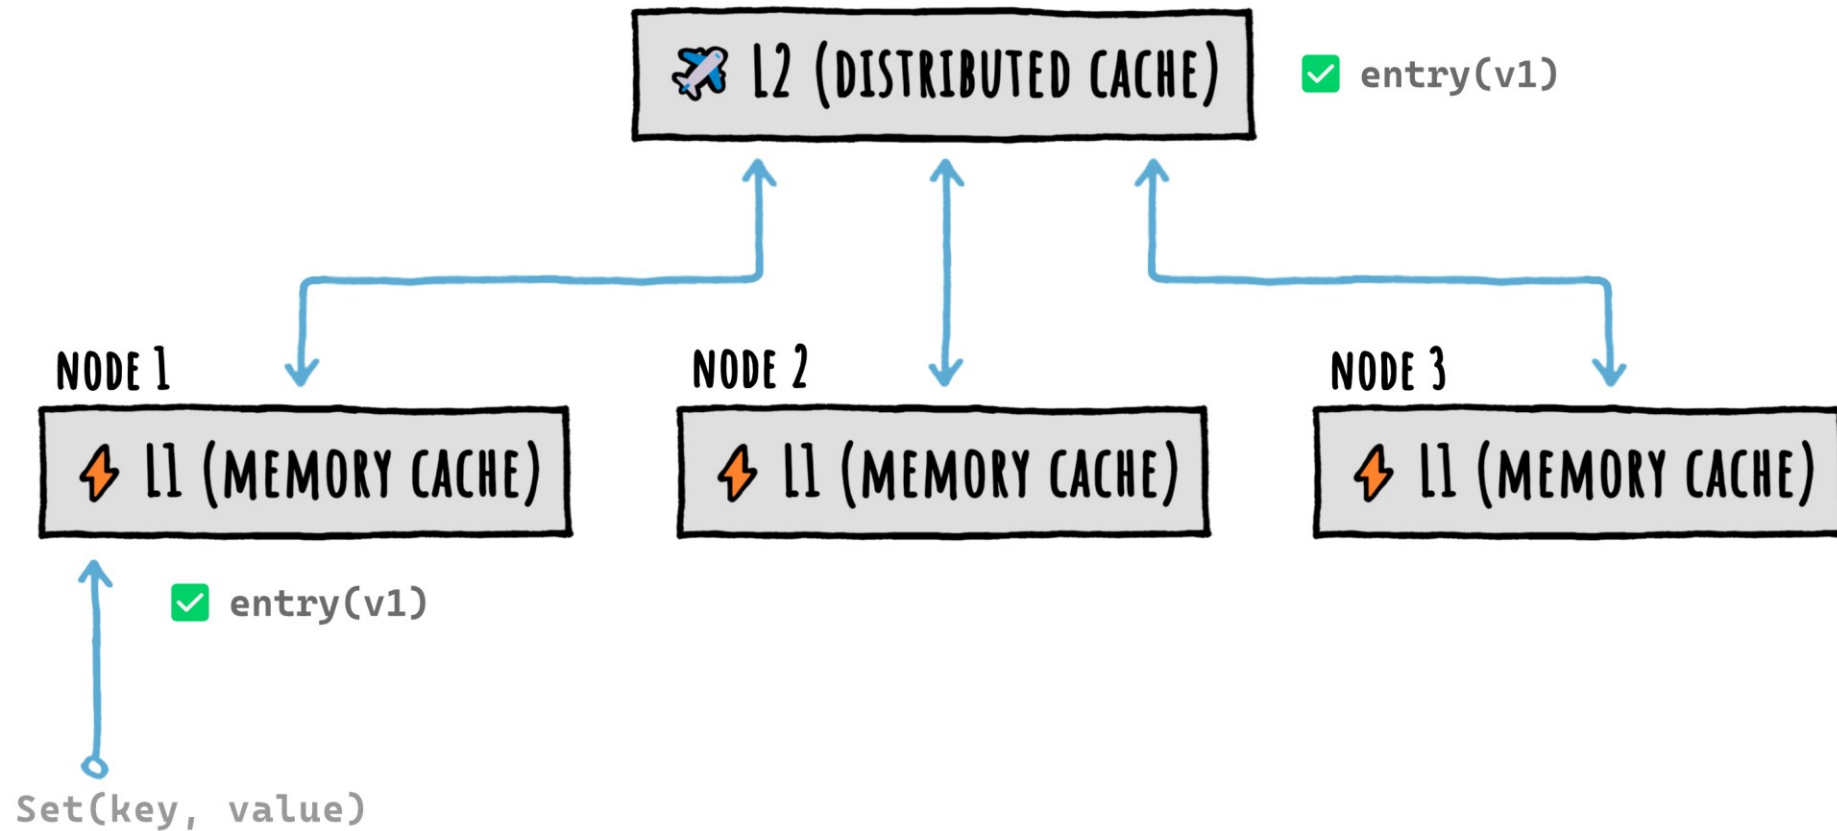 L2 (DISTRIBUTED CACHE)
entry(v1)
NODE 1
NODE 2
NODE 3
L1 (MEMORY CACHE)
L1 (MEMORY CACHE)
L1 (MEMORY CACHE)
entry(v1)
Set(key, value)